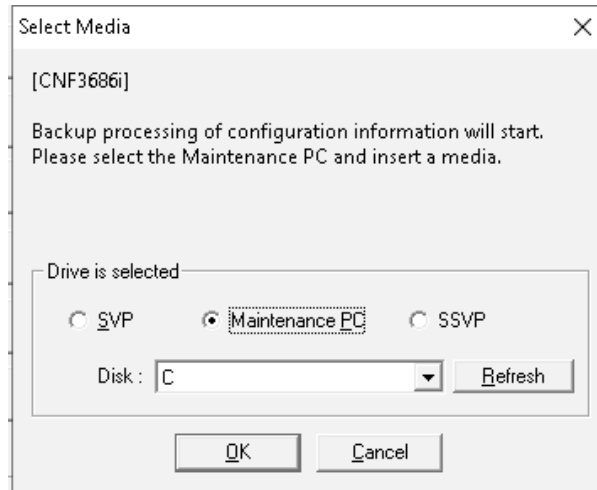 Select Media
[CNF3686i]
Backup processing of configuration information will start.
Please select the Maintenance PC and insert a media.
Drive is selected
SVP Maintenance PC SSVP
Disk : C Refresh
OK Cancel